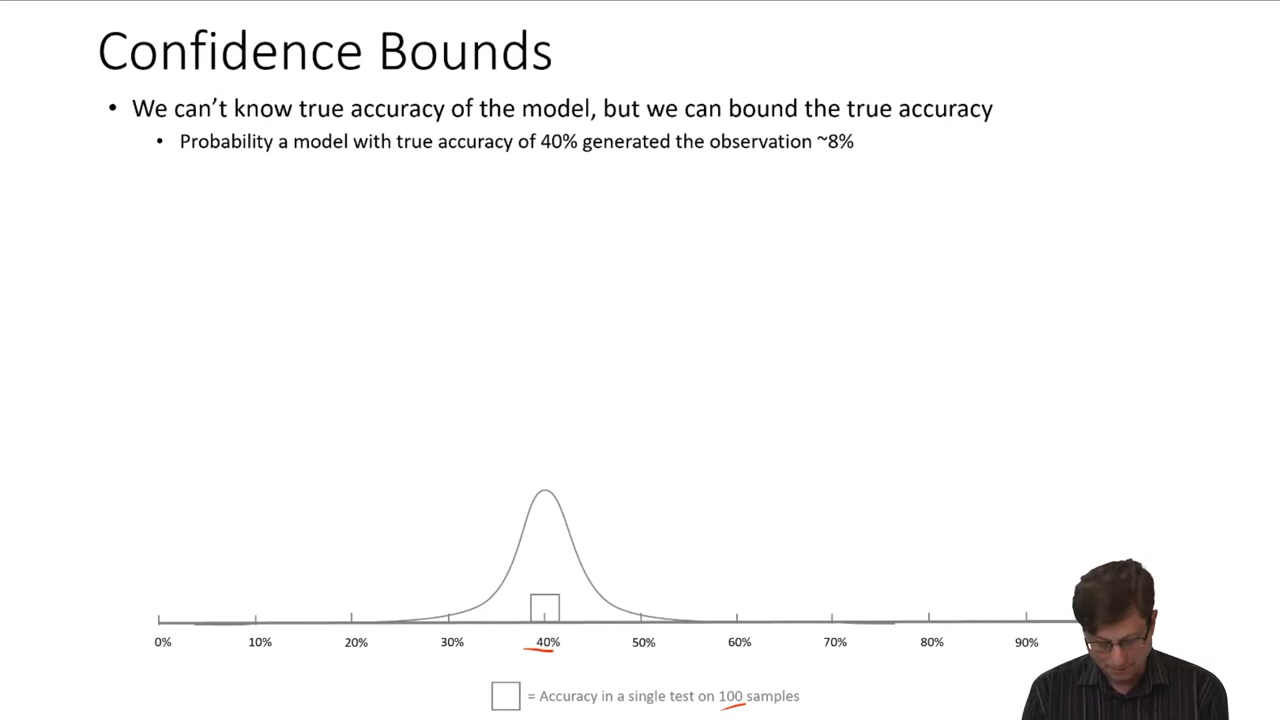 Confidence Bounds
• We can’t know true accuracy of the model, but we can bound the true accuracy
• Probability a model with true accuracy of 40% generated the observation ~8%
0% 10% 20% 30% 40% 50% 60% 70% 80% 90%
= Accuracy in a single test on 100 samples